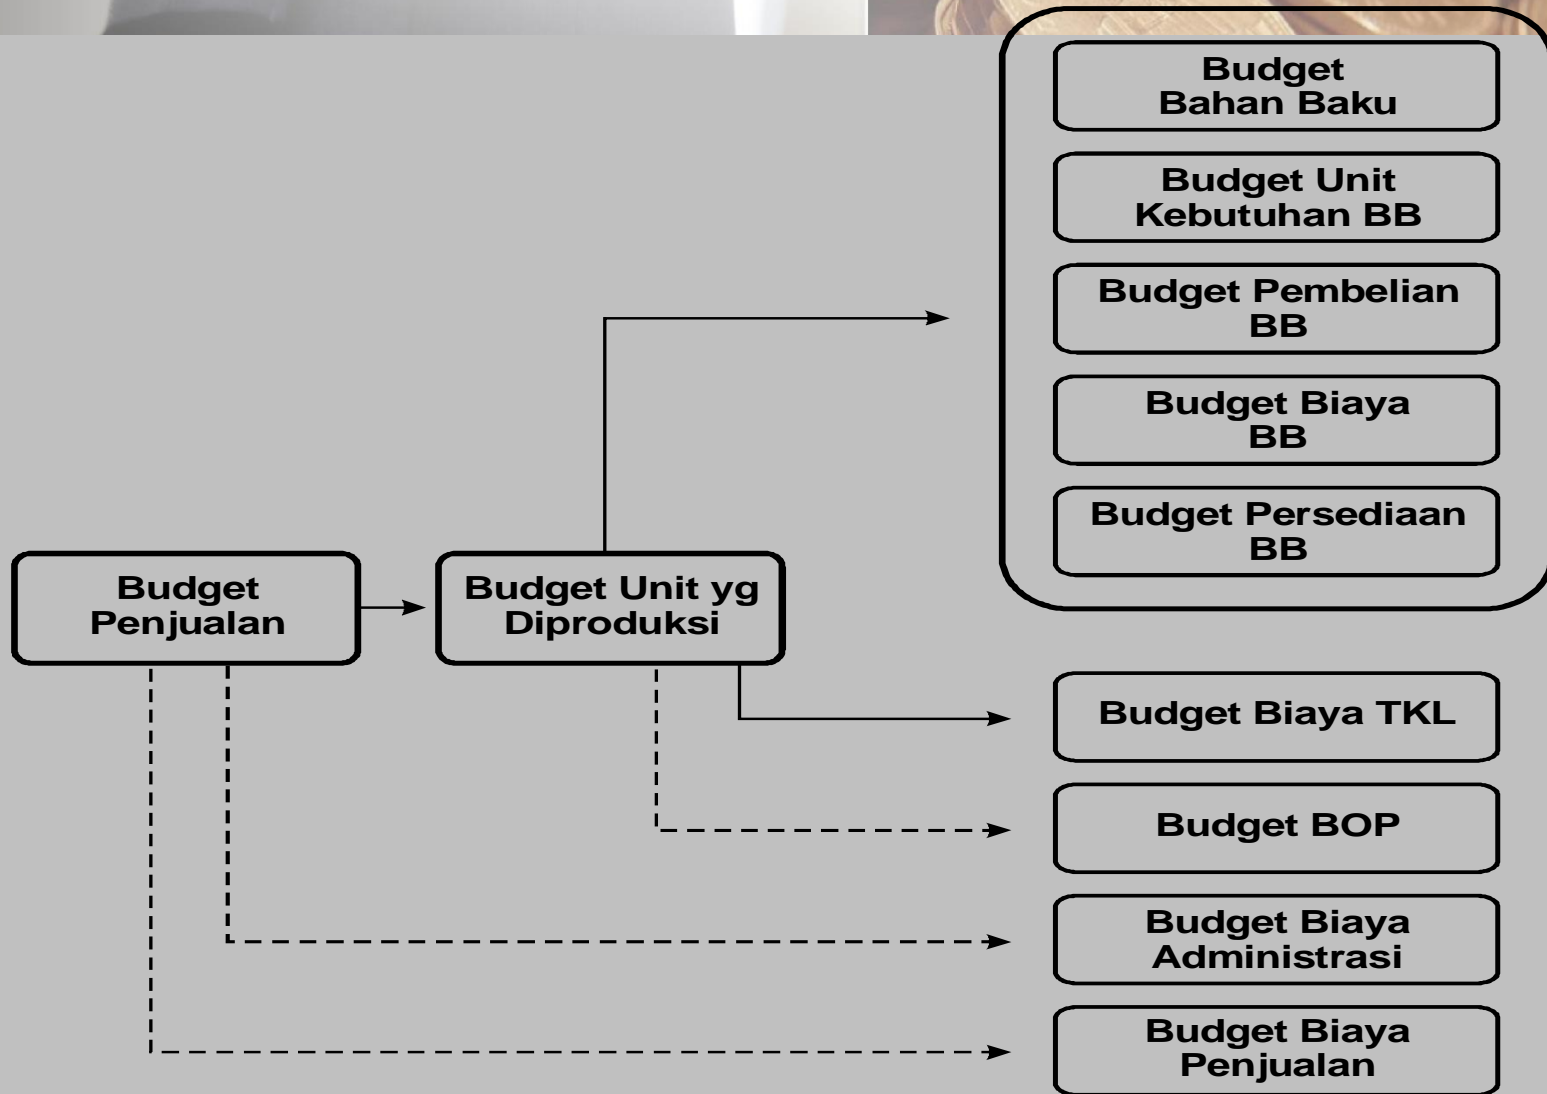 Budget
Bahan Baku
Budget Unit
Kebutuhan BB
Budget Pembelian
BB
Budget Biaya
BB
Budget Persediaan
BB
Budget
Penjualan
Budget Unit yg
Diproduksi
Budget Biaya TKL
Budget BOP
Budget Biaya
Administrasi
Budget Biaya
Penjualan